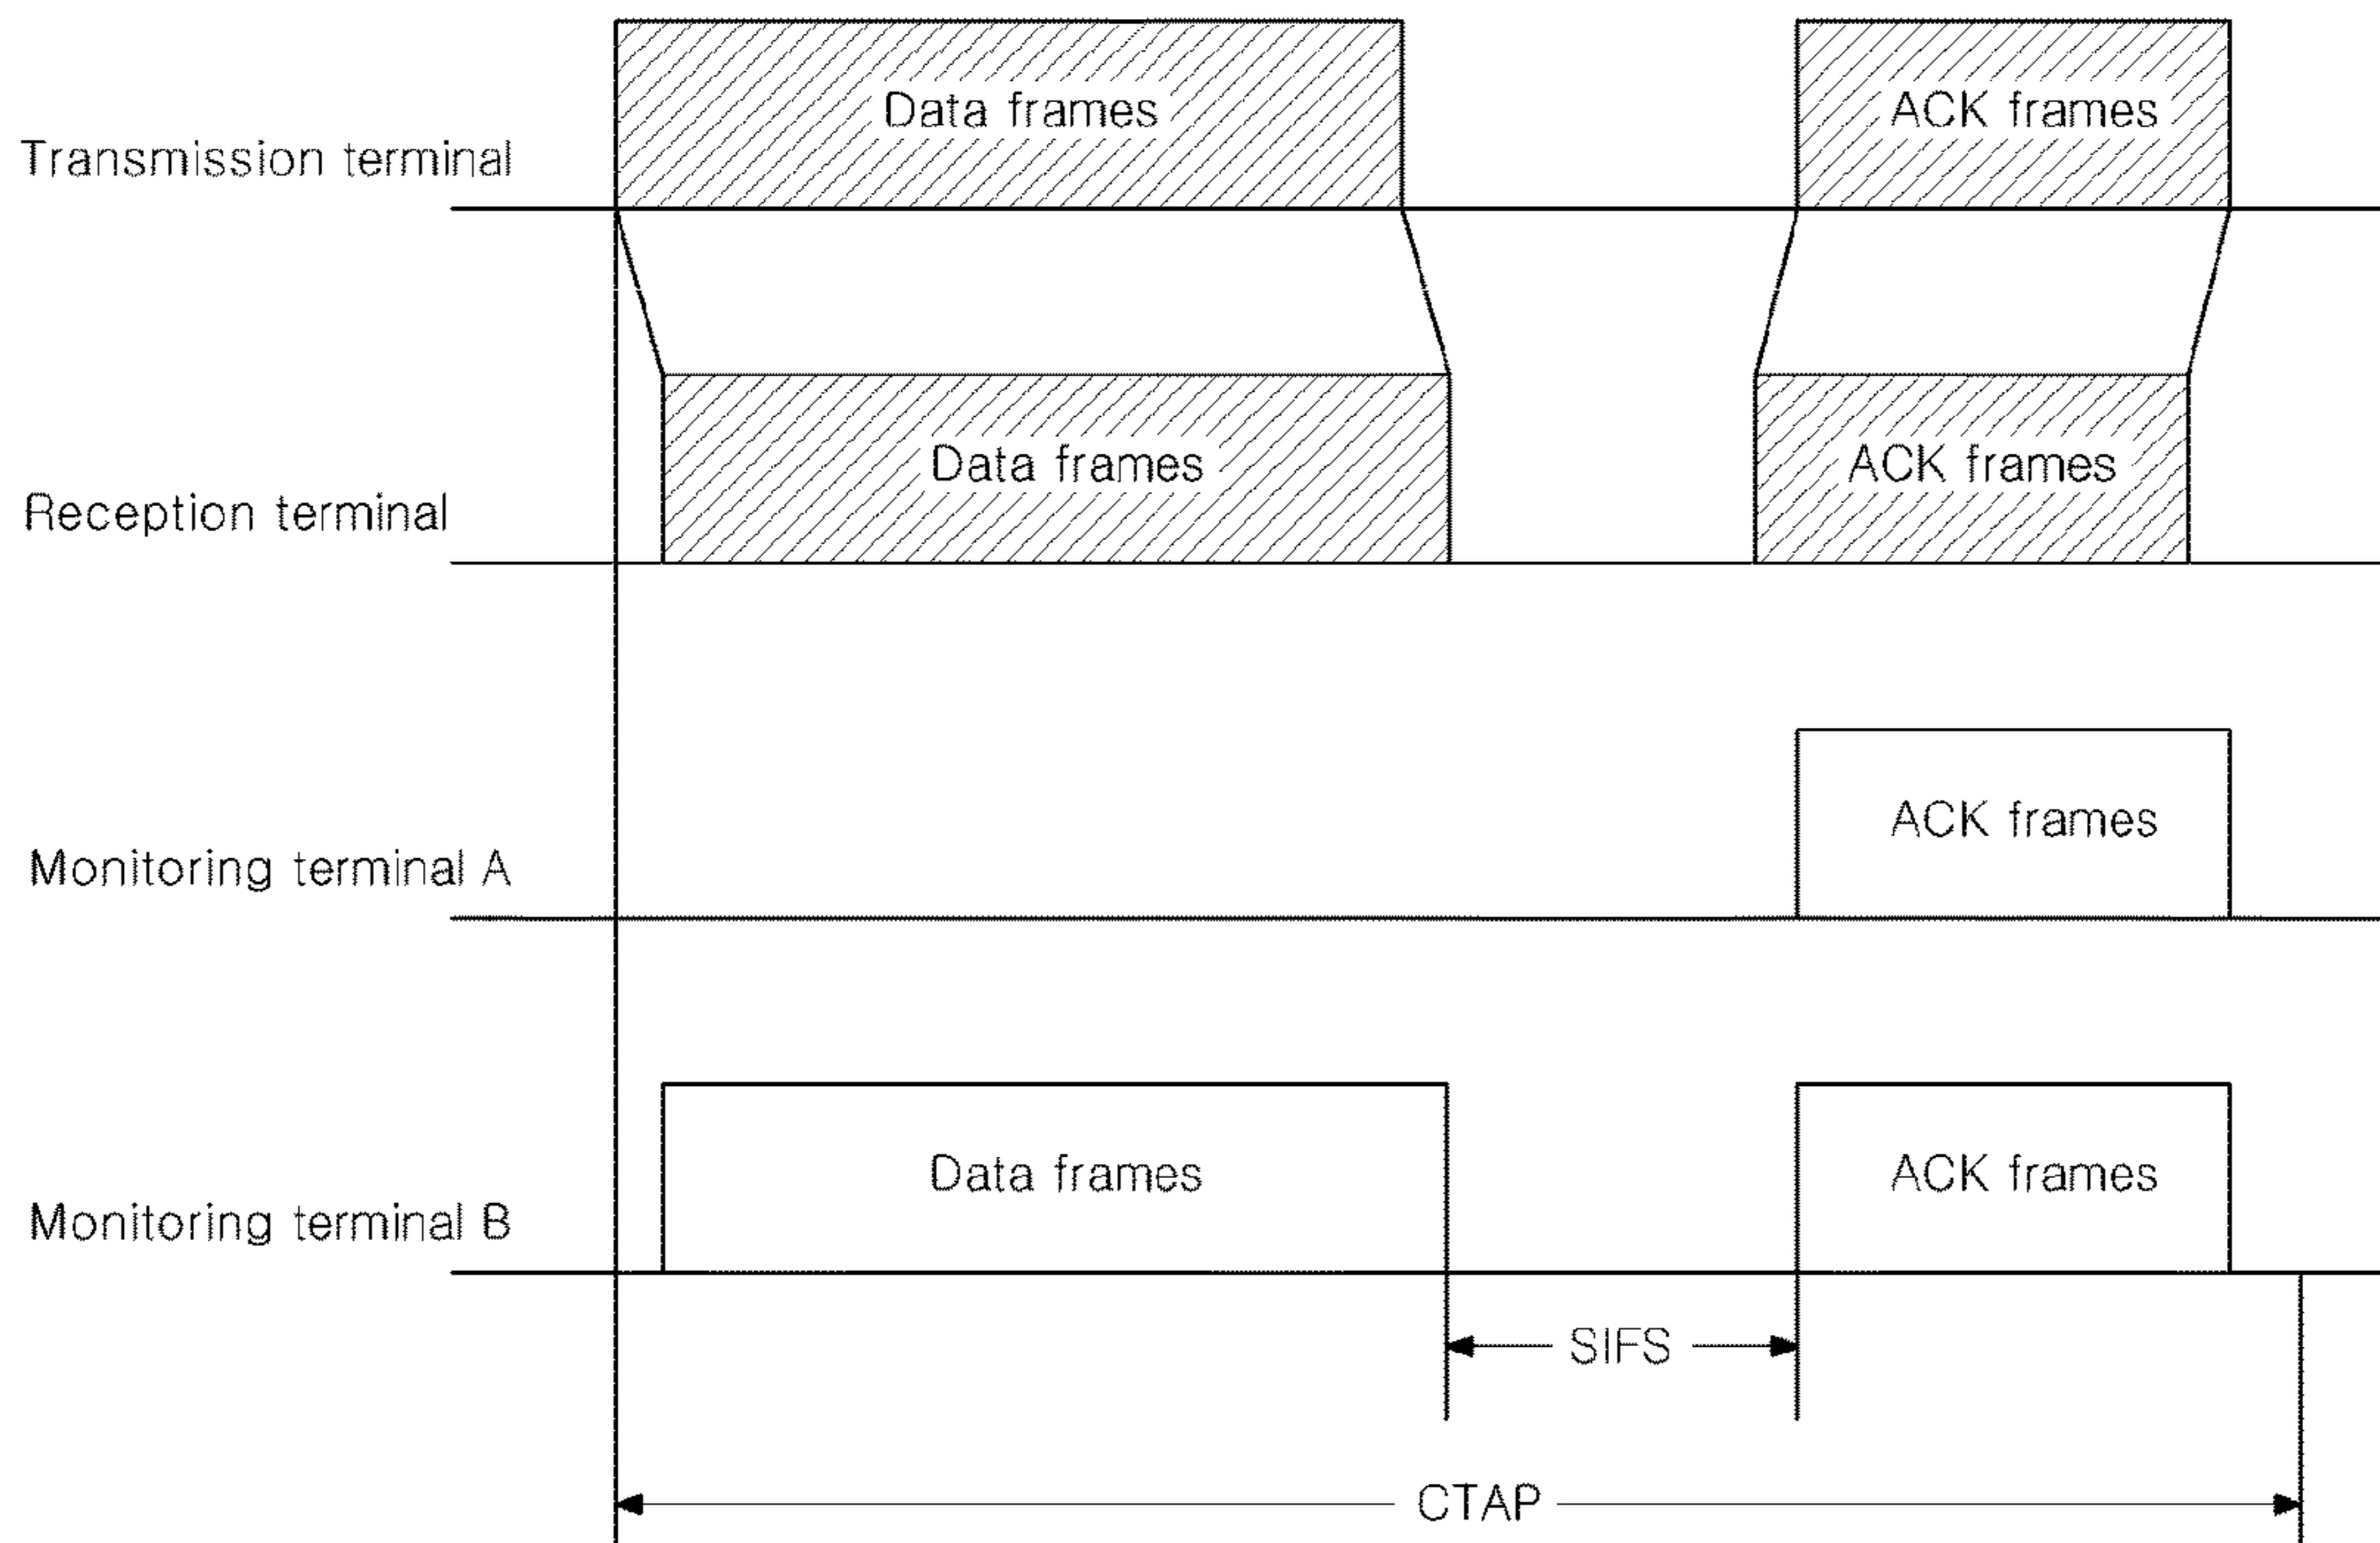 Data frames
ACK frames
Transmission terminal
Data frames
ACK frames
Reception terminal
ACK frames
Monitoring terminal A
Data frames
ACK frames
Monitoring terminal B
SIFS
CTAP